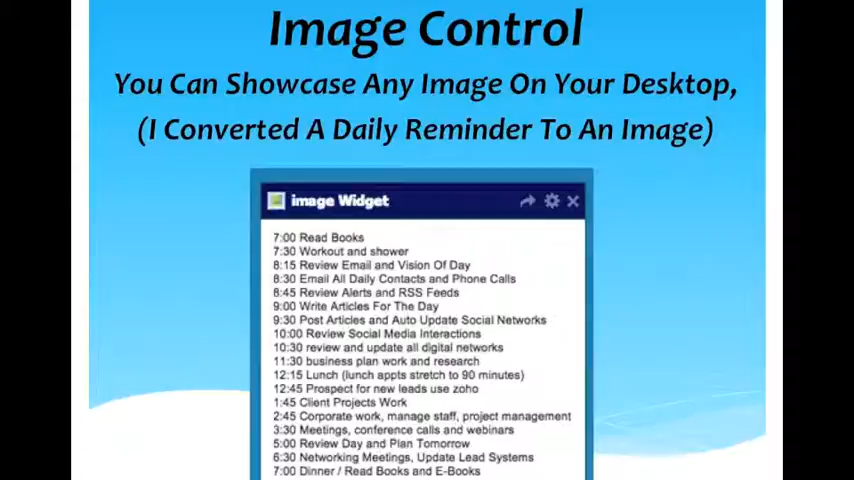 Image Control
You Can Showcase Any Image On Your Desktop,
(I Converted A Daily Reminder To An Image)
image Widget
7:00 Read Books
7:30 Workout and shower
8:15 Review Email and Vision Of Day
8:30 Email All Daily Contacts and Phone Calls
8:45 Review Alerts and RSS Feeds
9:00 Write Articles For The Day
9:30 Post Articles and Auto Update Social Networks
10:00 Review Social Media Interactions
10:30 review and update all digital networks
11:30 business plan work and research
12:15 Lunch (lunch appts stretch to 90 minutes)
12:45 Prospect for new leads use zoho
1:45 Client Projects Work
2:45 Corporate work, manage staff, project management
3:30 Meetings, conference calls and webinars
5:00 Review Day and Plan Tomorrow
6:30 Networking Meetings, Update Lead Systems
7:00 Dinner / Read Books and E-Books